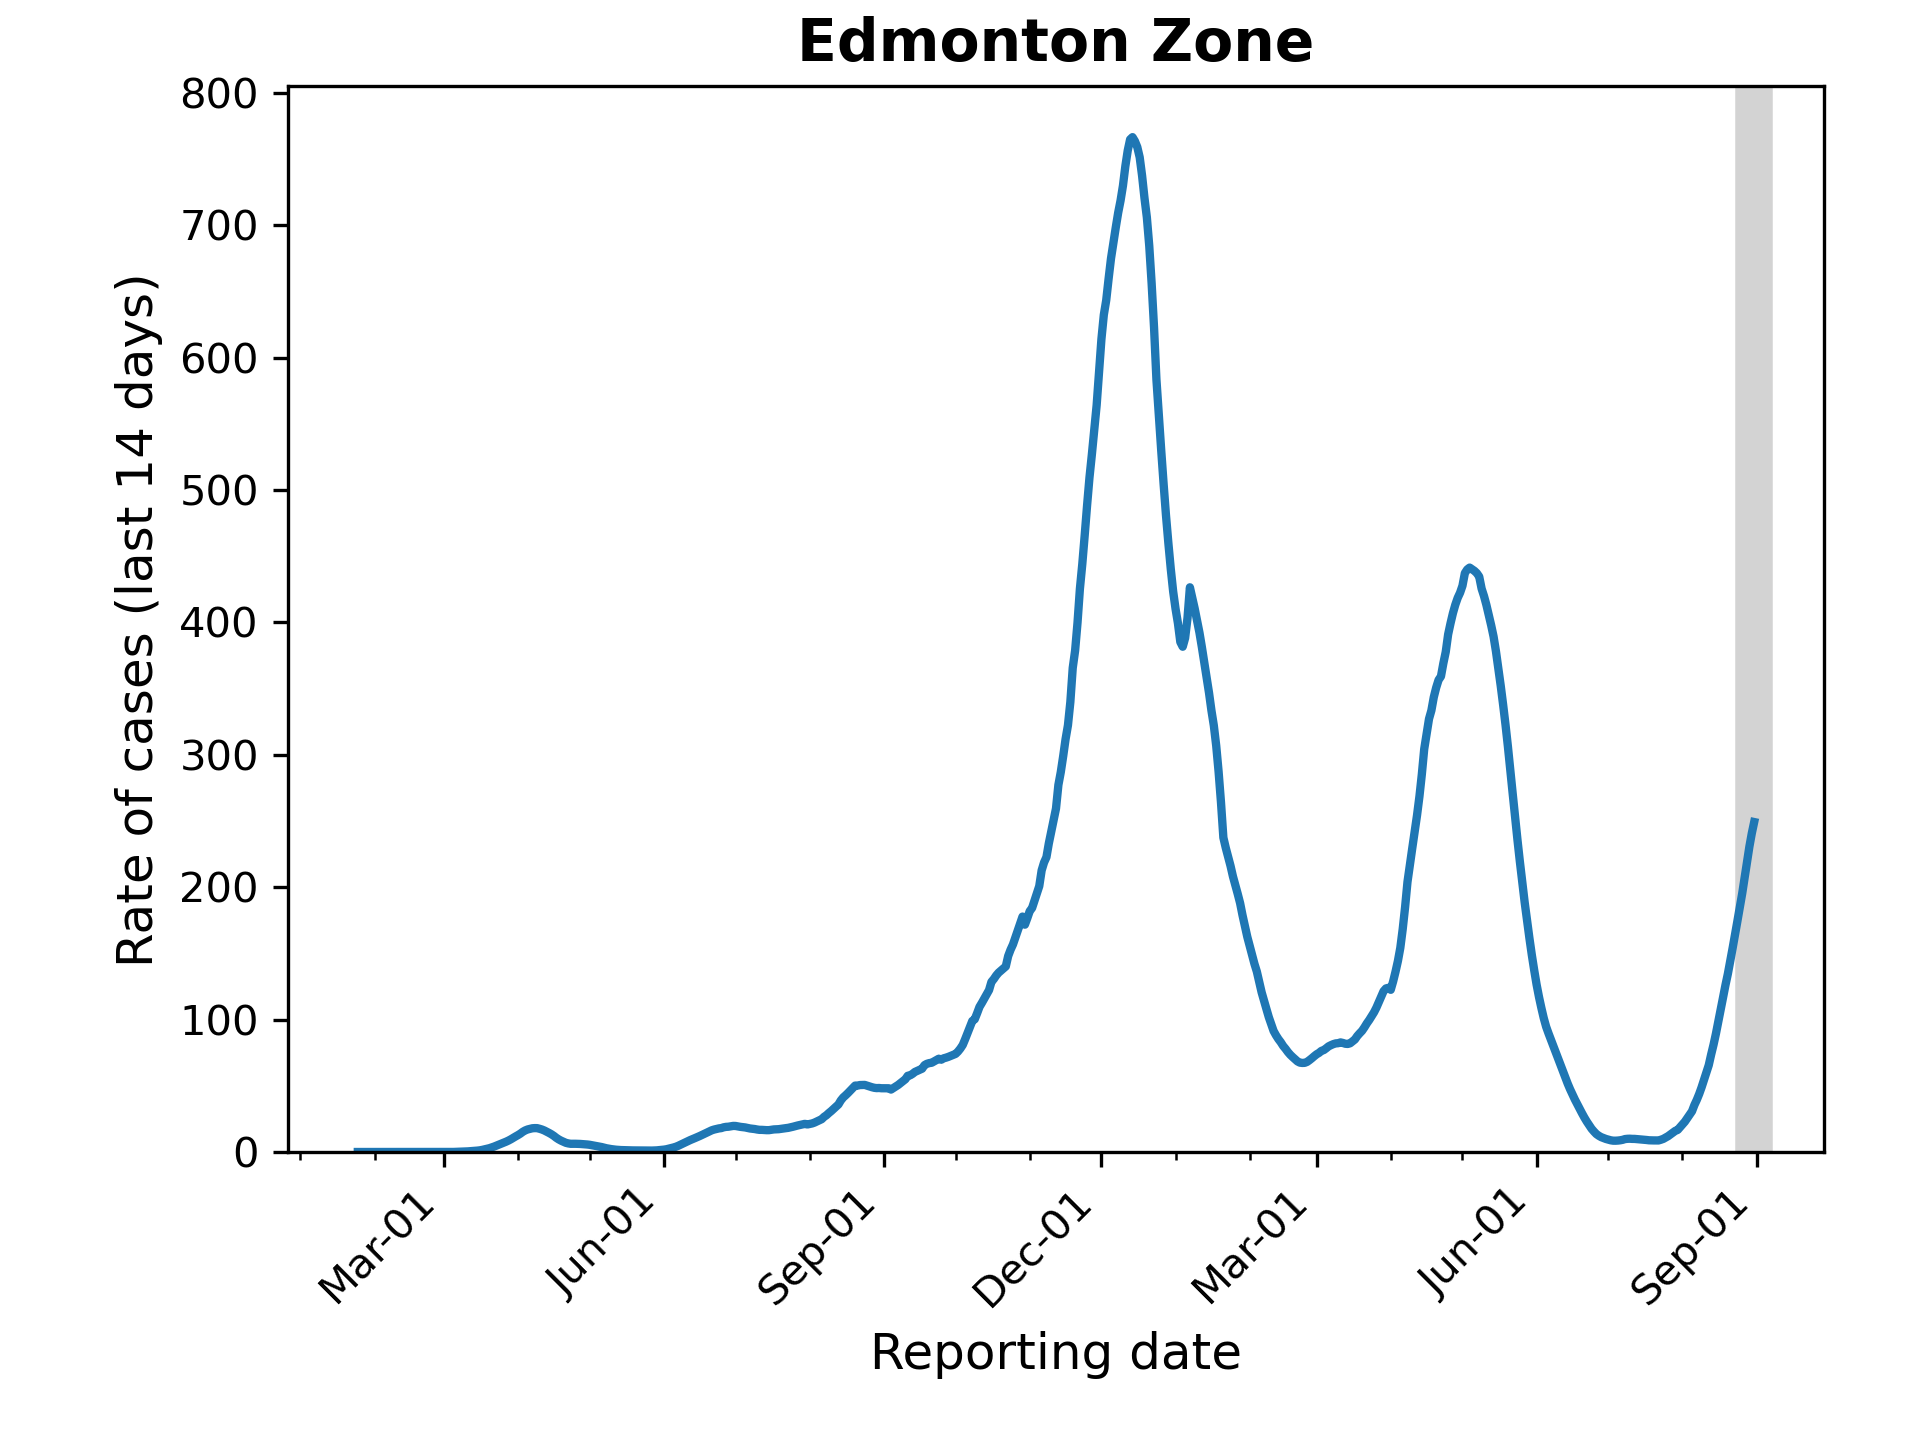 Edmonton Zone
Rate of cases (last 14 days)
800
700
600
500
400
300
200
100
0
Mar-01
Jun-01
Sep-01
Dec-01
Mar-01
Jun-01
Sep-01
Reporting date